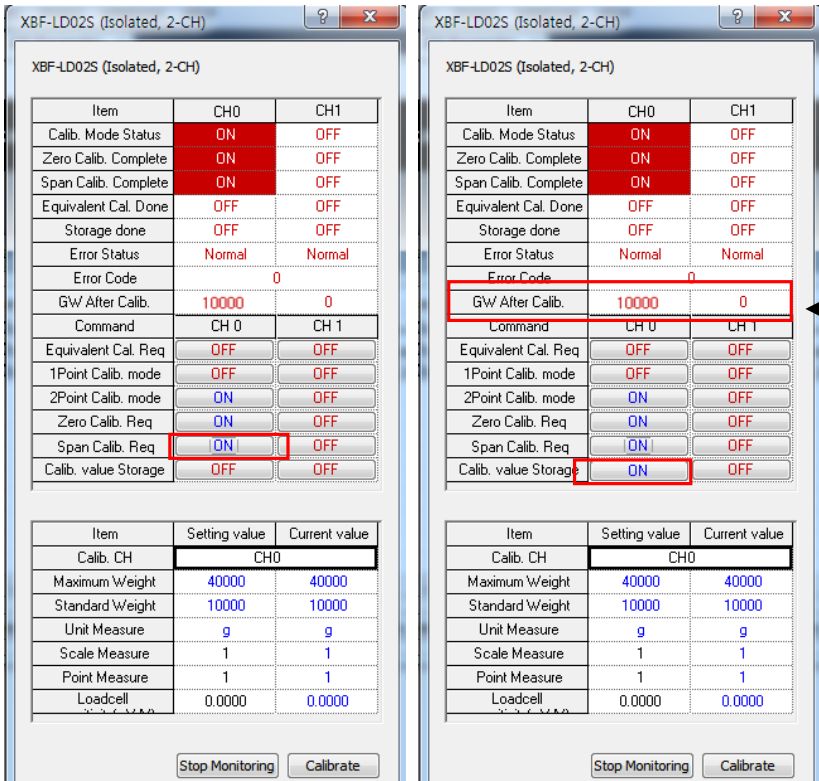 XBF-LD02S (Isolated, 2-CH)
XBF-LD02S (Isolated, 2-CH)
Item CH0 CH1
Calib. Mode Status ON OFF
Zero Calib. Complete ON OFF
Span Calib. Complete ON OFF
Equivalent Cal. Done OFF OFF
Storage done OFF OFF
Error Status Normal Normal
Error Code 0
GW After Calib. 10000 0
Command CH 0 CH 1
Equivalent Cal. Req OFF OFF
1Point Calib. mode OFF OFF
2Point Calib. mode ON OFF
Zero Calib. Req ON OFF
Span Calib. Req ON OFF
Calib. value Storage OFF OFF
Item Setting value Current value
Calib. CH CH0
Maximum Weight 40000 40000
Standard Weight 10000 10000
Unit Measure g g
Scale Measure 1 1
Point Measure 1 1
Loadcell 0.0000 0.0000
Stop Monitoring Calibrate
XBF-LD02S (Isolated, 2-CH)
XBF-LD02S (Isolated, 2-CH)
Item CH0 CH1
Calib. Mode Status ON OFF
Zero Calib. Complete ON OFF
Span Calib. Complete ON OFF
Equivalent Cal. Done OFF OFF
Storage done OFF OFF
Error Status Normal Normal
Error Code 0
GW After Calib. 10000 0
Command CH 0 CH 1
Equivalent Cal. Req OFF OFF
1Point Calib. mode OFF OFF
2Point Calib. mode ON OFF
Zero Calib. Req ON OFF
Span Calib. Req ON OFF
Calib. value Storage ON OFF
Item Setting value Current value
Calib. CH CH0
Maximum Weight 40000 40000
Standard Weight 10000 10000
Unit Measure g g
Scale Measure 1 1
Point Measure 1 1
Loadcell 0.0000 0.0000
Stop Monitoring Calibrate